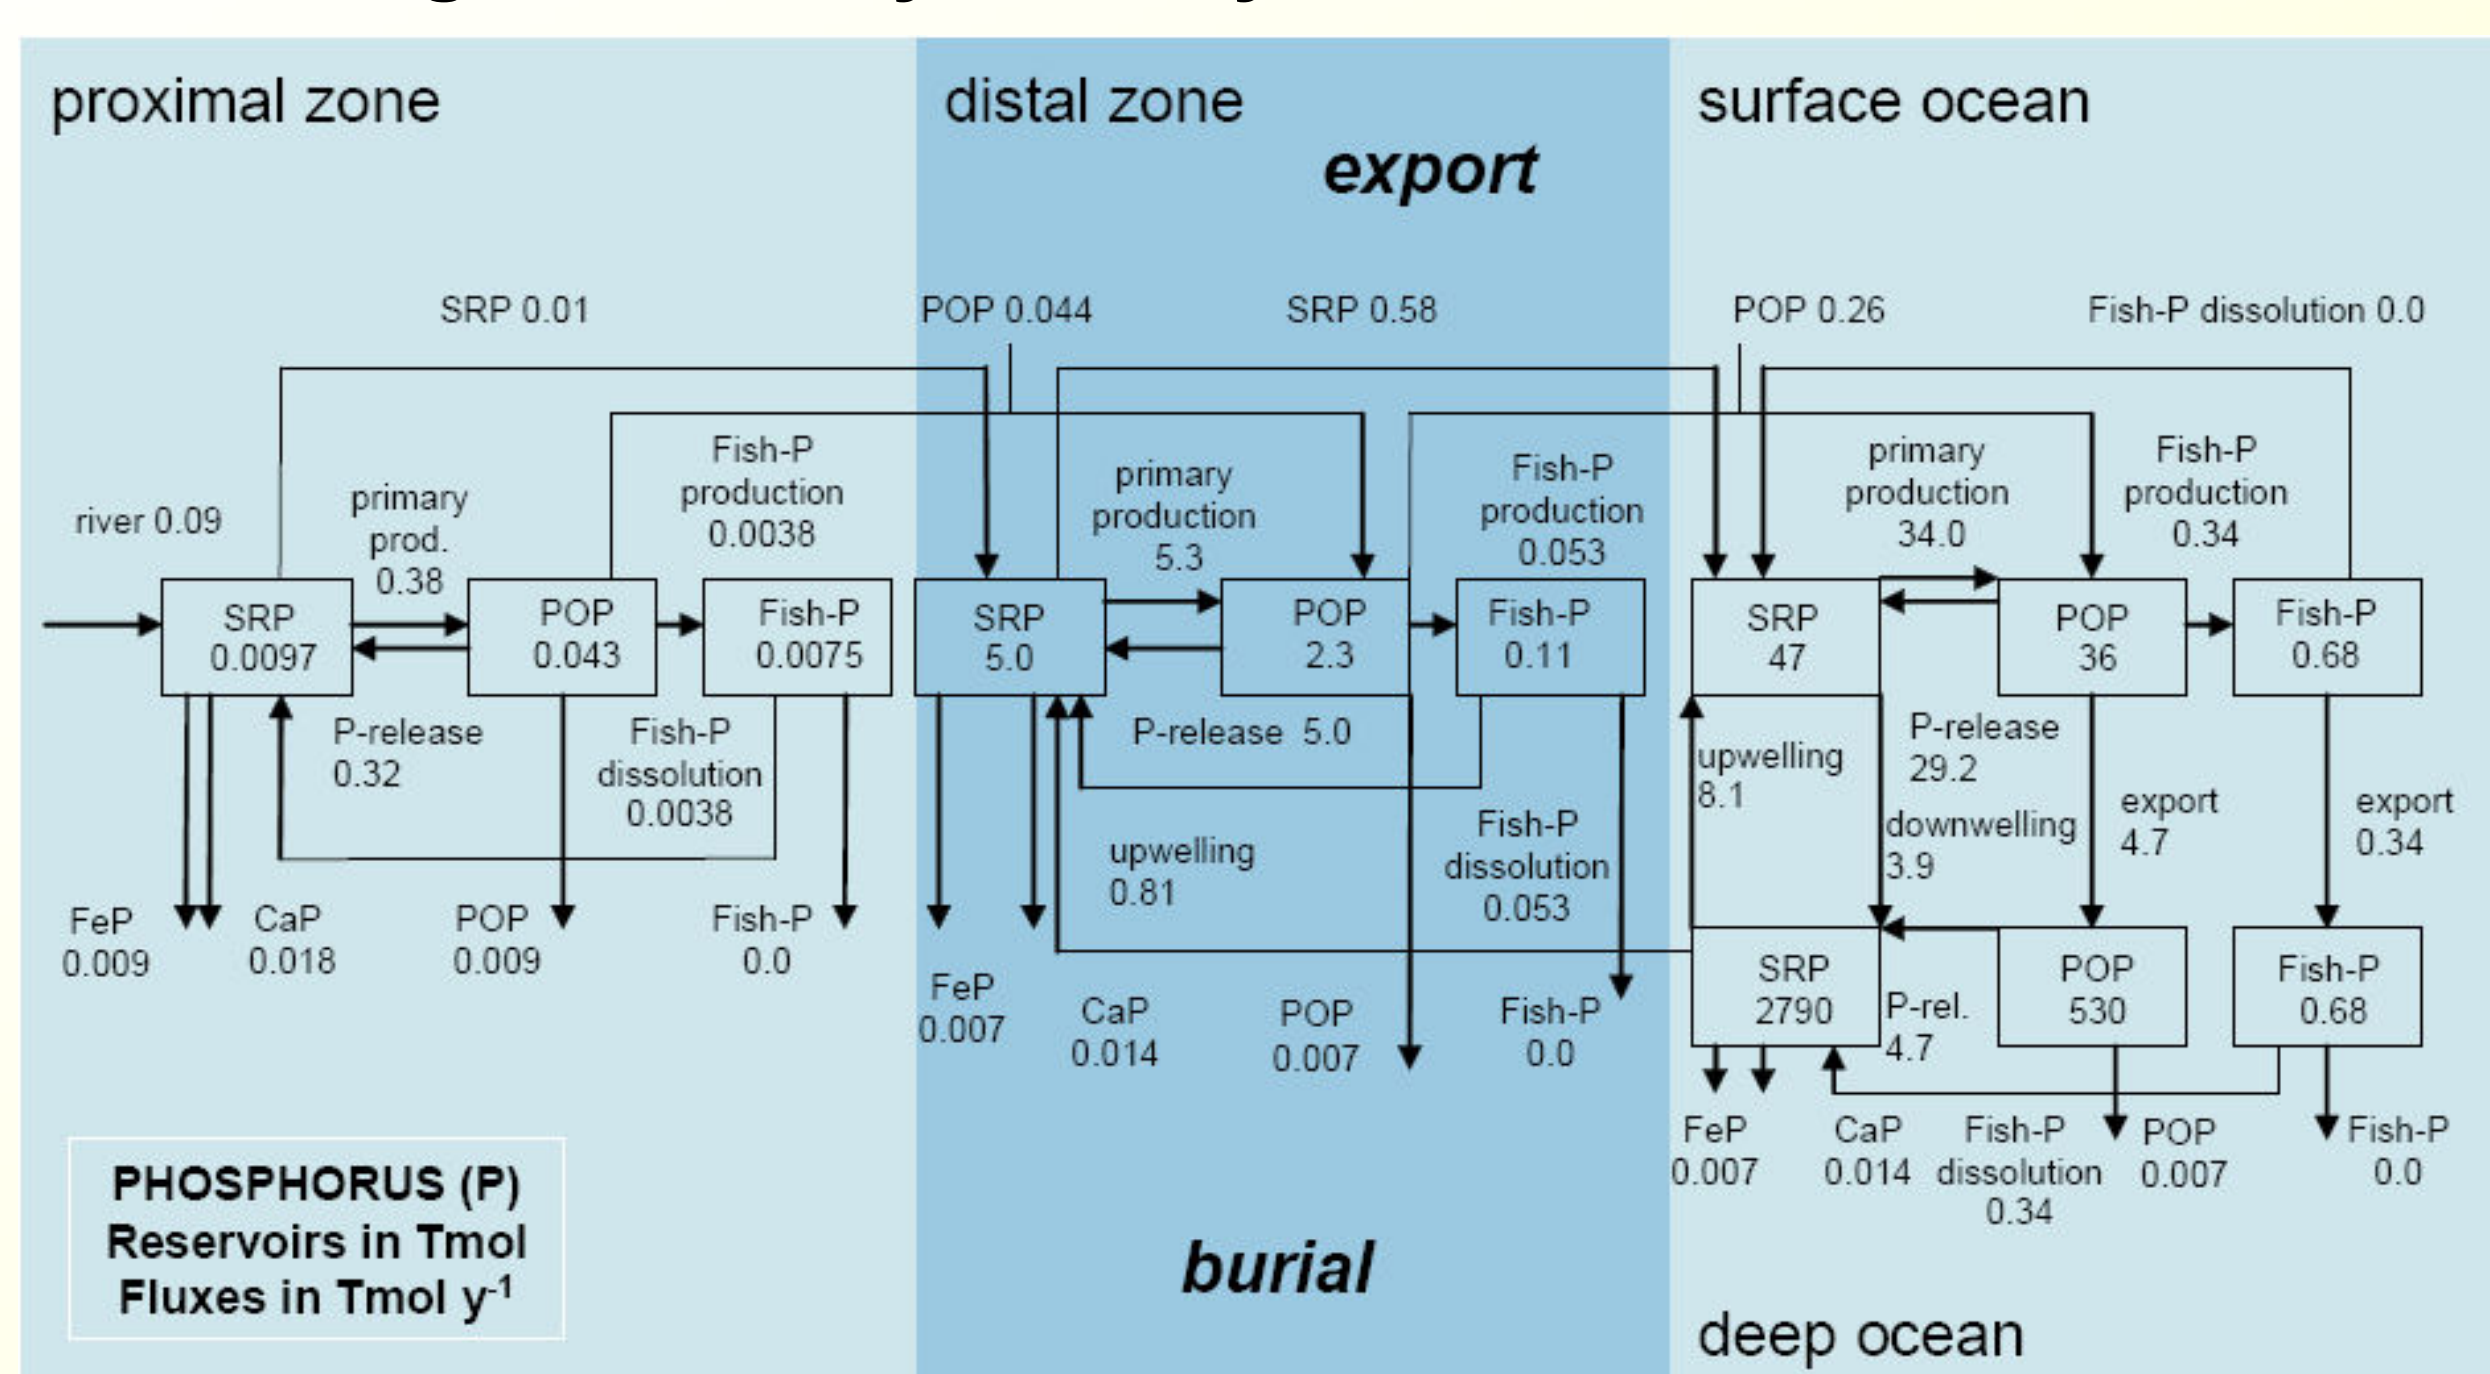 proximal zone
distal zone
surface ocean
export
SRP 0.01
POP 0.044
SRP 0.58
POP 0.26
Fish-P dissolution 0.0
river 0.09
primary
prod.
0.38
Fish-P
production
0.0038
primary
production
5.3
Fish-P
production
0.053
primary
production
34.0
Fish-P
production
0.34
SRP
0.0097
POP
0.043
Fish-P
0.0075
SRP
5.0
POP
2.3
Fish-P
0.11
SRP
47
POP
36
Fish-P
0.68
P-release
0.32
Fish-P
dissolution
0.0038
P-release 5.0
upwelling
0.81
Fish-P
dissolution
0.053
upwelling
8.1
P-release
29.2
downwelling
3.9
export
4.7
export
0.34
FeP
0.009
CaP
0.018
POP
0.009
Fish-P
0.0
FeP
0.007
CaP
0.014
POP
0.007
Fish-P
0.0
SRP
2790
P-rel.
4.7
POP
530
Fish-P
0.68
FeP
0.007
CaP
0.014
Fish-P
dissolution
0.34
POP
0.007
Fish-P
0.0
PHOSPHORUS (P)
Reservoirs in Tmol
Fluxes in Tmol y-1
burial
deep ocean